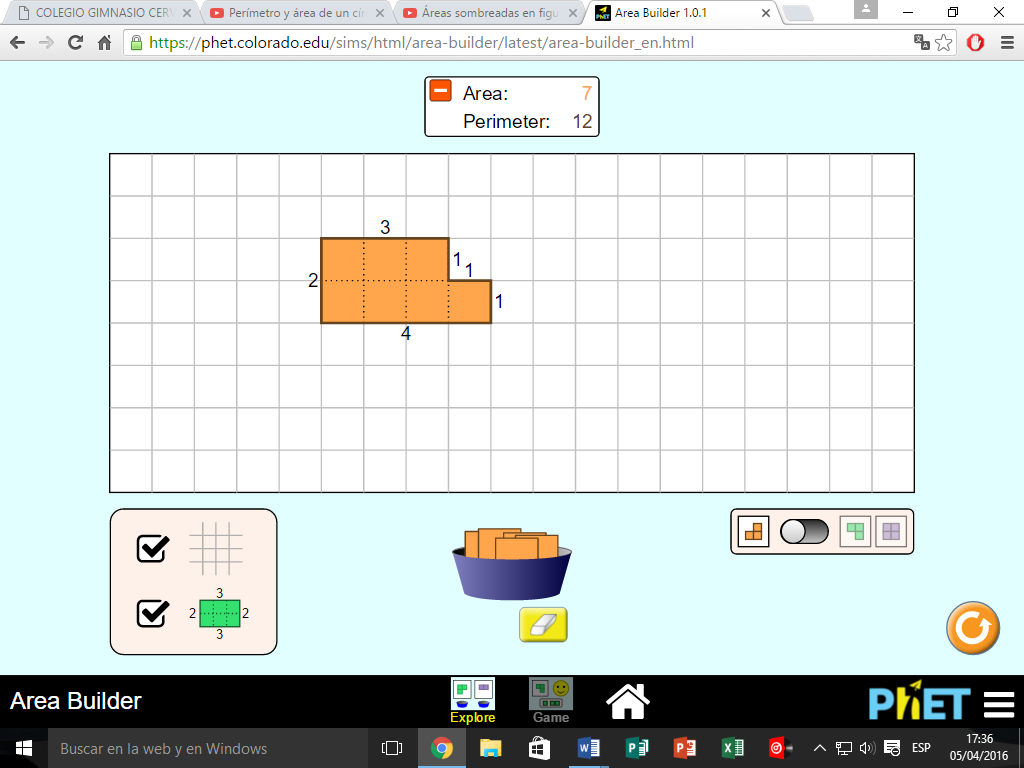 COLEGIO GIMNASIO CERV
Perímetro y área de un cír
Áreas sombreadas en figu
Area Builder 1.0.1
https://phet.colorado.edu/sims/html/area-builder/latest/area-builder_en.html
Area: 7
Perimeter: 12
3
1
1
2
1
4
3
2 2
3
Area Builder
Explore
Game
PhET
Buscar en la web y en Windows
ESP
17:36
05/04/2016